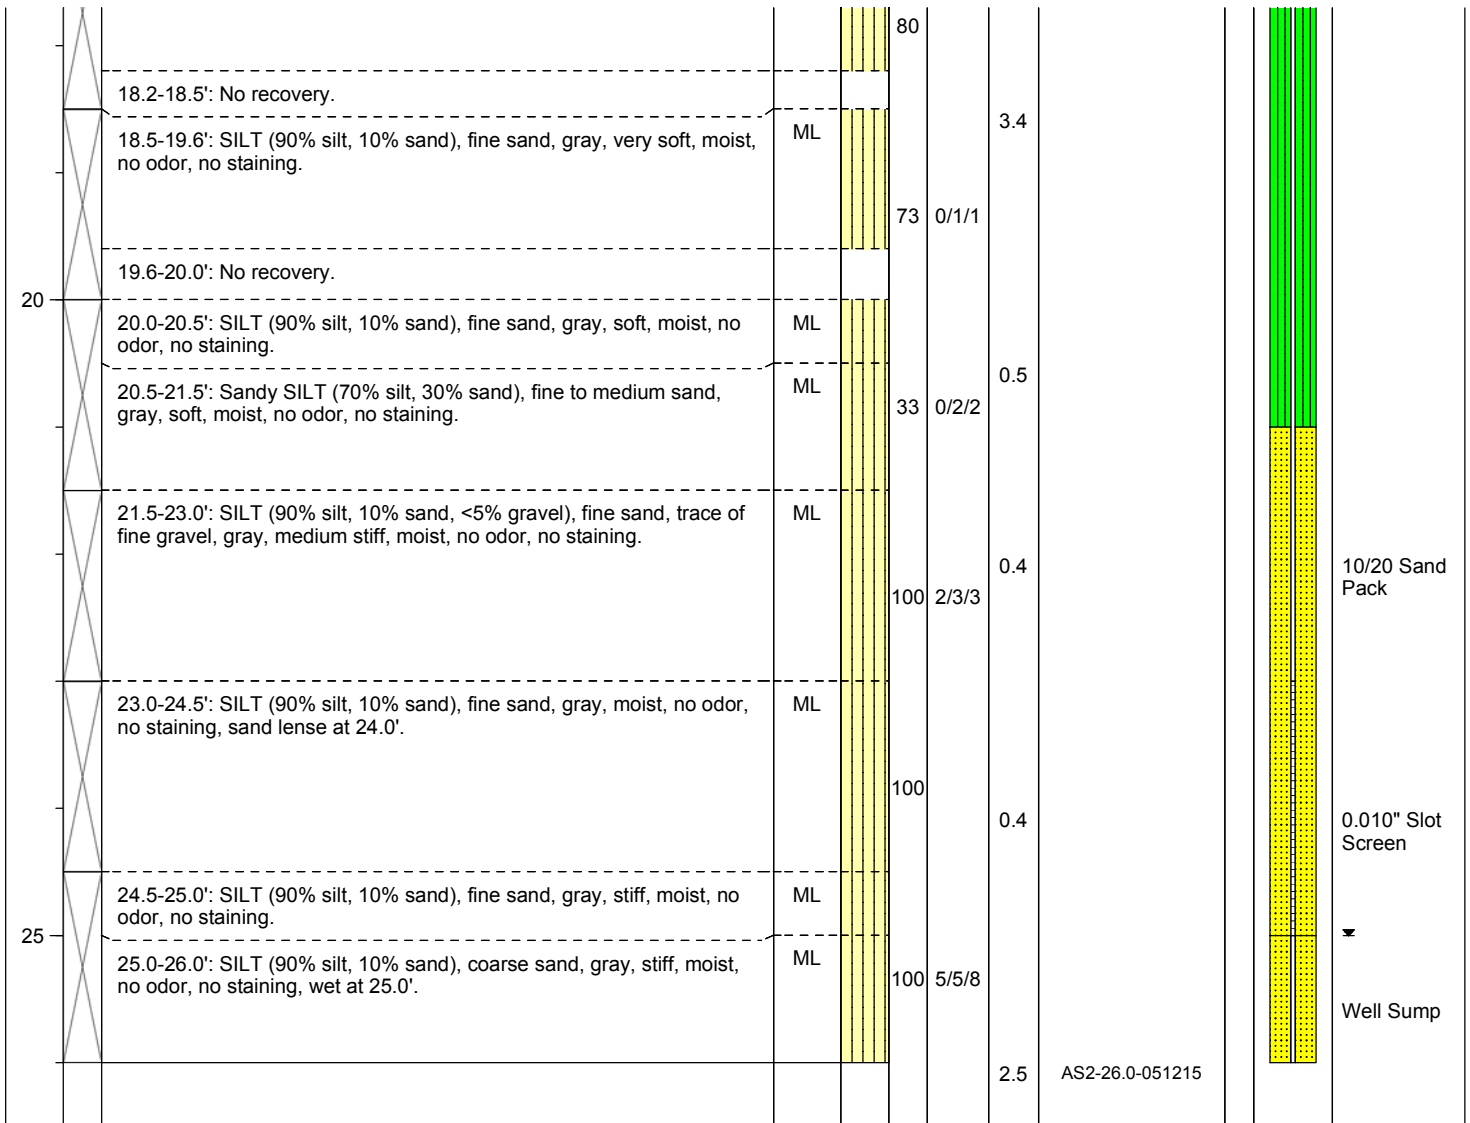 80
18.2-18.5': No recovery.
3.4
18.5-19.6': SILT (90% silt, 10% sand), fine sand, gray, very soft, moist,
no odor, no staining.
ML
73 0/1/1
19.6-20.0': No recovery.
20
20.0-20.5': SILT (90% silt, 10% sand), fine sand, gray, soft, moist, no
odor, no staining.
ML
0.5
20.5-21.5': Sandy SILT (70% silt, 30% sand), fine to medium sand,
gray, soft, moist, no odor, no staining.
ML
33 0/2/2
21.5-23.0': SILT (90% silt, 10% sand, <5% gravel), fine sand, trace of
fine gravel, gray, medium stiff, moist, no odor, no staining.
ML
0.4
10/20 Sand
Pack
100 2/3/3
23.0-24.5': SILT (90% silt, 10% sand), fine sand, gray, moist, no odor,
no staining, sand lense at 24.0'.
ML
100
0.4
0.010" Slot
Screen
24.5-25.0': SILT (90% silt, 10% sand), fine sand, gray, stiff, moist, no
odor, no staining.
ML
25
25.0-26.0': SILT (90% silt, 10% sand), coarse sand, gray, stiff, moist,
no odor, no staining, wet at 25.0'.
ML
100 5/5/8
Well Sump
2.5
AS2-26.0-051215